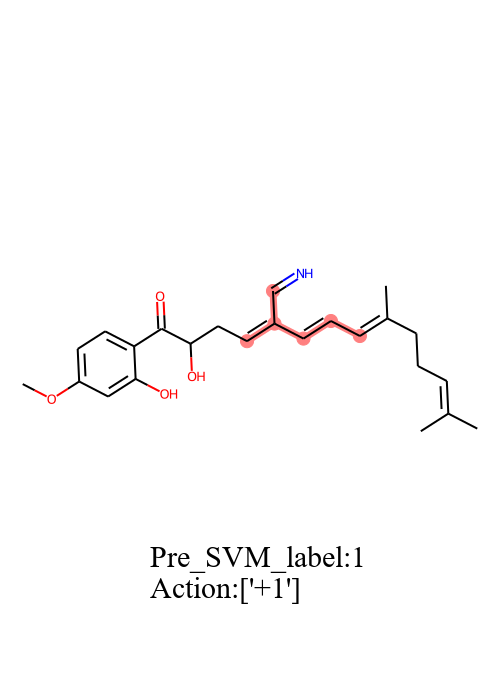 NH
O
OH
OH
O
Pre_SVM_label:1
Action:['+1']